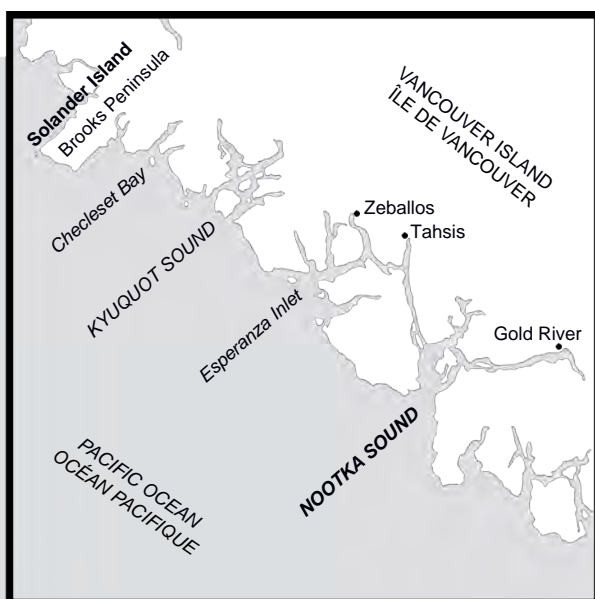 Solander Island
Brooks Peninsula
VANCOUVER ISLAND
ÎLE DE VANCOUVER
Checleset Bay
Zeballos
Tahsis
KYUQUOT SOUND
Esperanza Inlet
Gold River
NOOTKA SOUND
PACIFIC OCEAN
OCÉAN PACIFIQUE